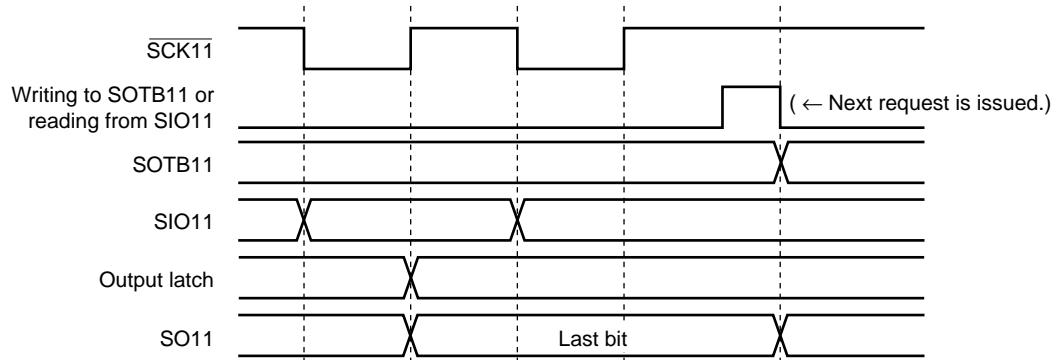 SCK11
Writing to SOTB11 or
reading from SIO11
( ← Next request is issued.)
SOTB11
SIO11
Output latch
SO11
Last bit